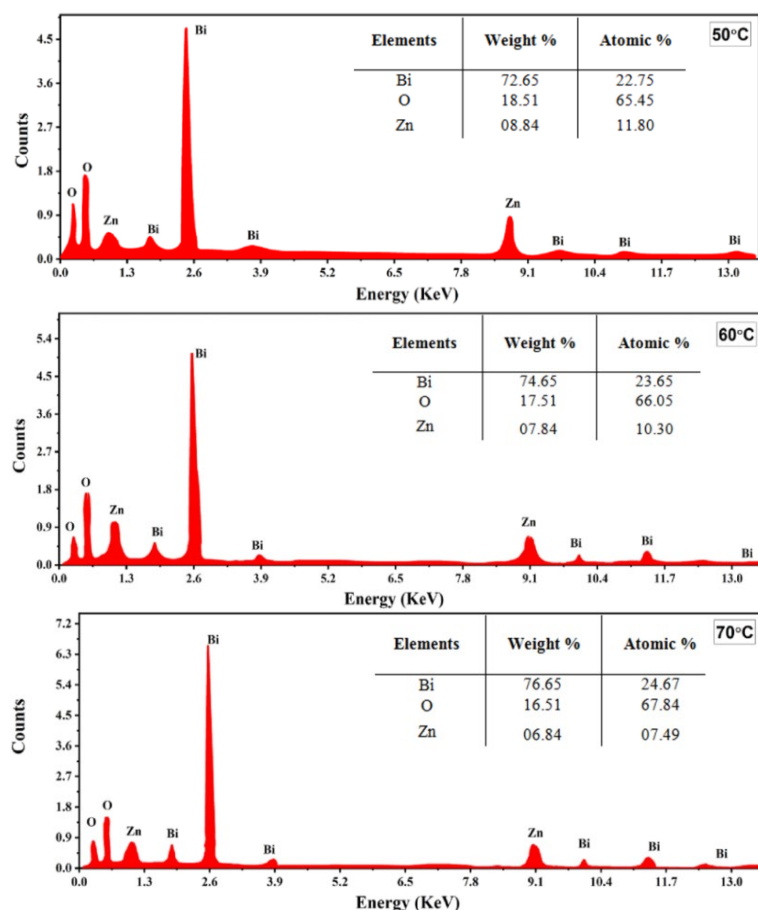 50°C
Elements Weight % Atomic %
Bi 72.65 22.75
O 18.51 65.45
Zn 08.84 11.80
Counts
4.5
3.6
2.7
1.8
0.9
0.0
O O Zn Bi Bi Bi Zn Bi Bi Bi
0.0 1.3 2.6 3.9 5.2 6.5 7.8 9.1 10.4 11.7 13.0
Energy (KeV)
60°C
Elements Weight % Atomic %
Bi 74.65 23.65
O 17.51 66.05
Zn 07.84 10.30
Counts
5.4
4.5
3.6
2.7
1.8
0.9
0.0
O O Zn Bi Bi Bi Zn Bi Bi Bi
0.0 1.3 2.6 3.9 5.2 6.5 7.8 9.1 10.4 11.7 13.0
Energy (KeV)
70°C
Elements Weight % Atomic %
Bi 76.65 24.67
O 16.51 67.84
Zn 06.84 07.49
Counts
7.2
6.3
5.4
4.5
3.6
2.7
1.8
0.9
0.0
O O Zn Bi Bi Bi Zn Bi Bi Bi
0.0 1.3 2.6 3.9 5.2 6.5 7.8 9.1 10.4 11.7 13.0
Energy (KeV)